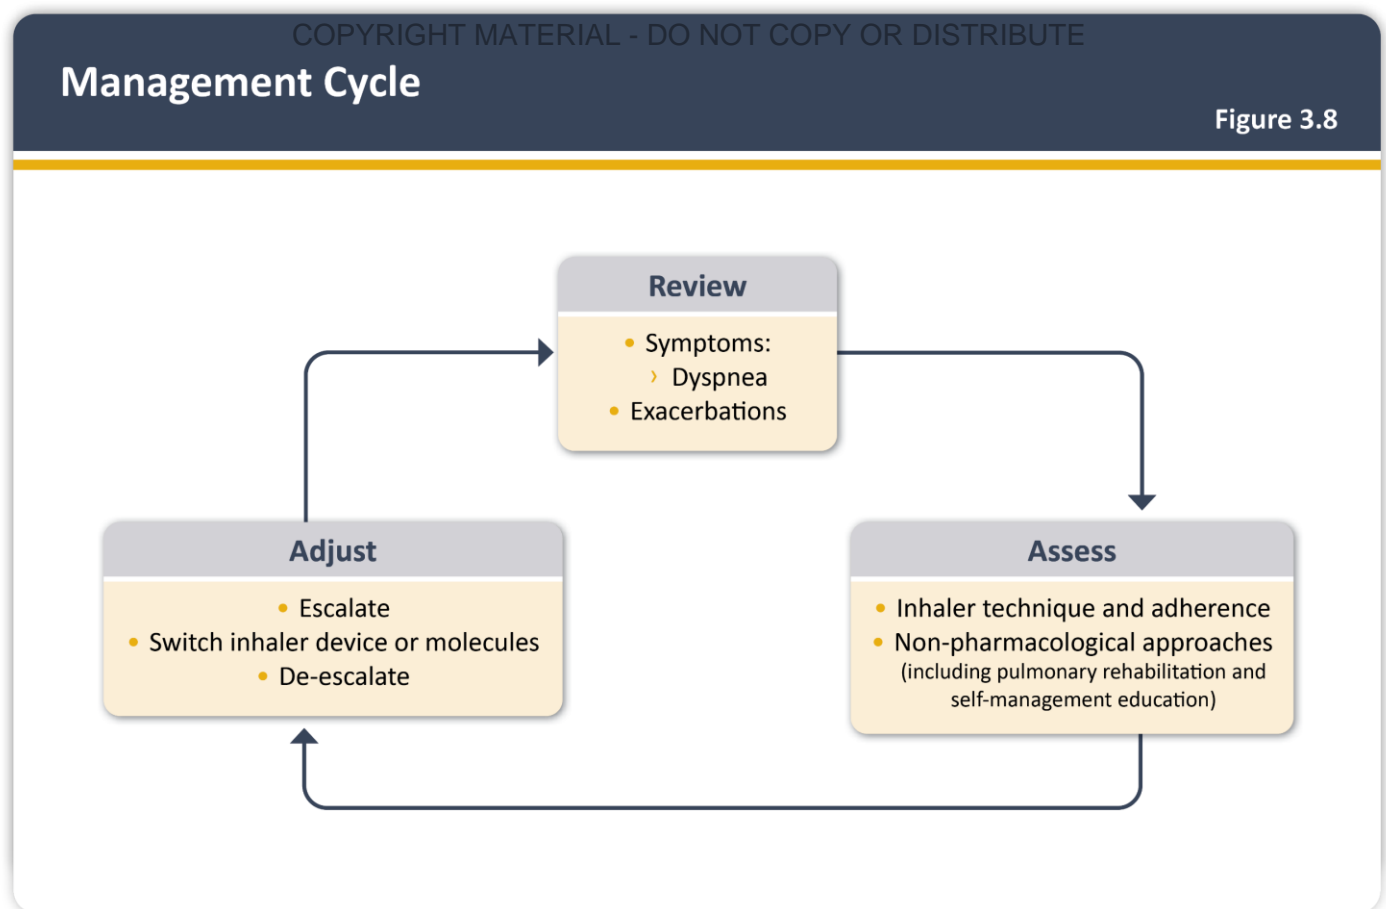 COPYRIGHT MATERIAL - DO NOT COPY OR DISTRIBUTE
Management Cycle
Figure 3.8
Review
• Symptoms:
› Dyspnea
• Exacerbations
Adjust
• Escalate
• Switch inhaler device or molecules
• De-escalate
Assess
• Inhaler technique and adherence
• Non-pharmacological approaches
(including pulmonary rehabilitation and
self-management education)